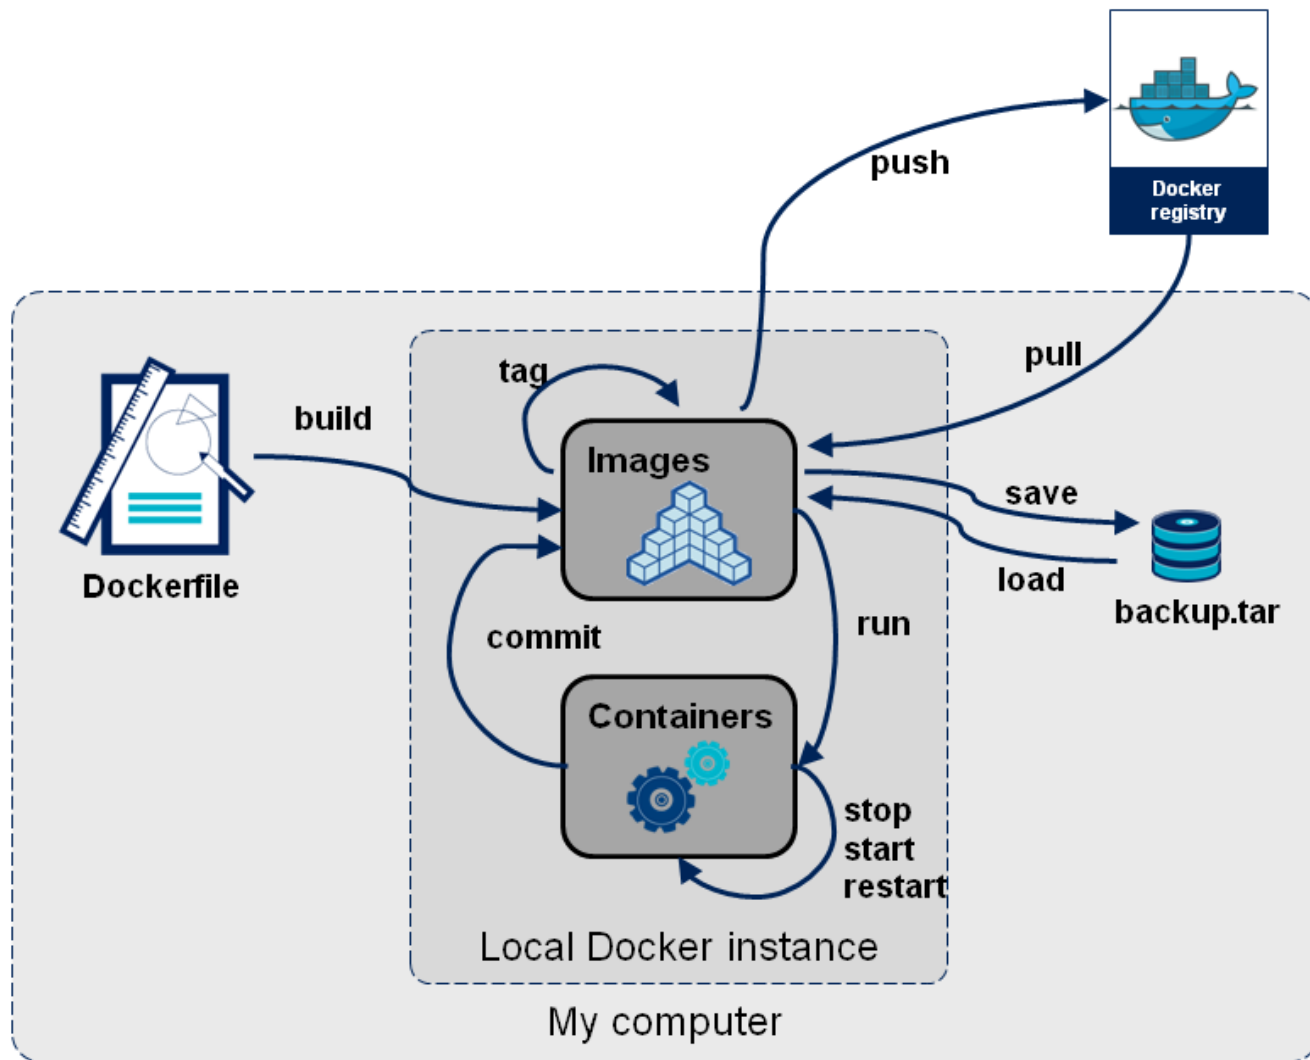 push
Docker
registry
pull
tag
build
Images
save
Dockerfile
load
backup.tar
commit
run
Containers
stop
start
restart
Local Docker instance
My computer